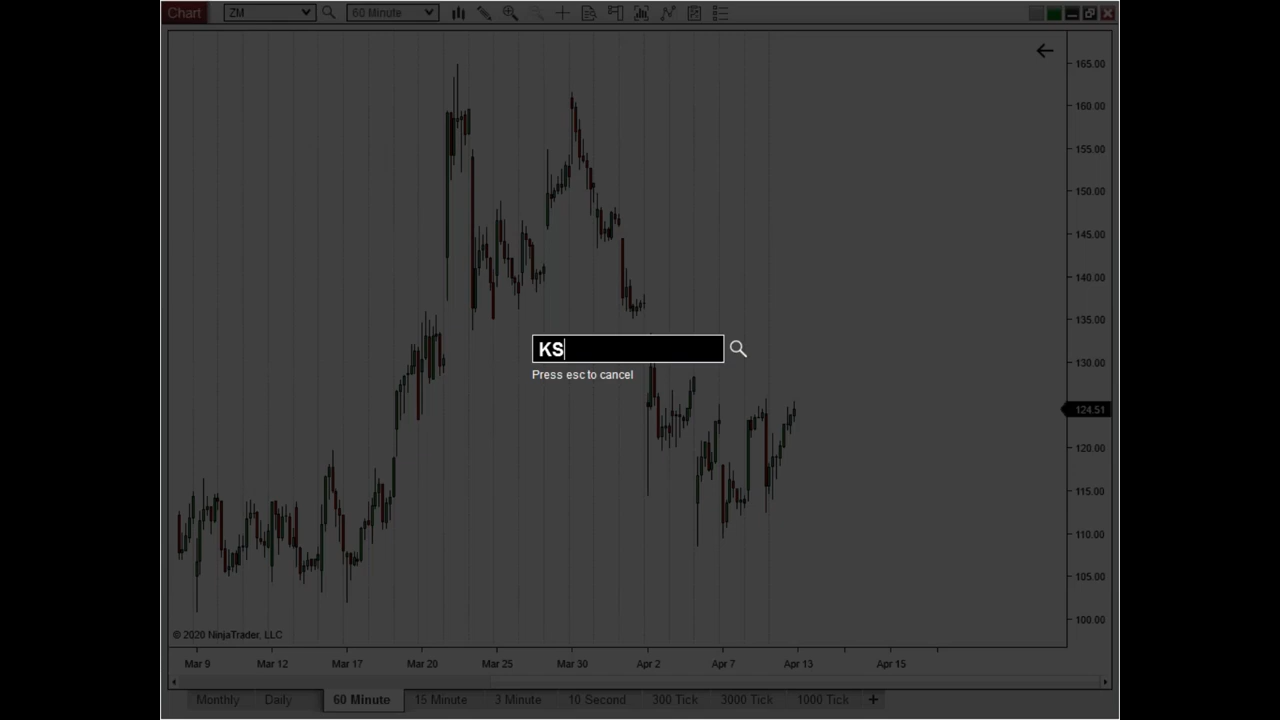 Chart ZM 60 Minute
165.00
160.00
155.00
150.00
145.00
140.00
135.00
KS
130.00
Press esc to cancel
124.51
120.00
115.00
110.00
105.00
100.00
© 2020 NinjaTrader, LLC
Mar 9 Mar 12 Mar 17 Mar 20 Mar 25 Mar 30 Apr 2 Apr 7 Apr 13 Apr 15
Monthly Daily 60 Minute 15 Minute 3 Minute 10 Second 300 Tick 3000 Tick 1000 Tick +